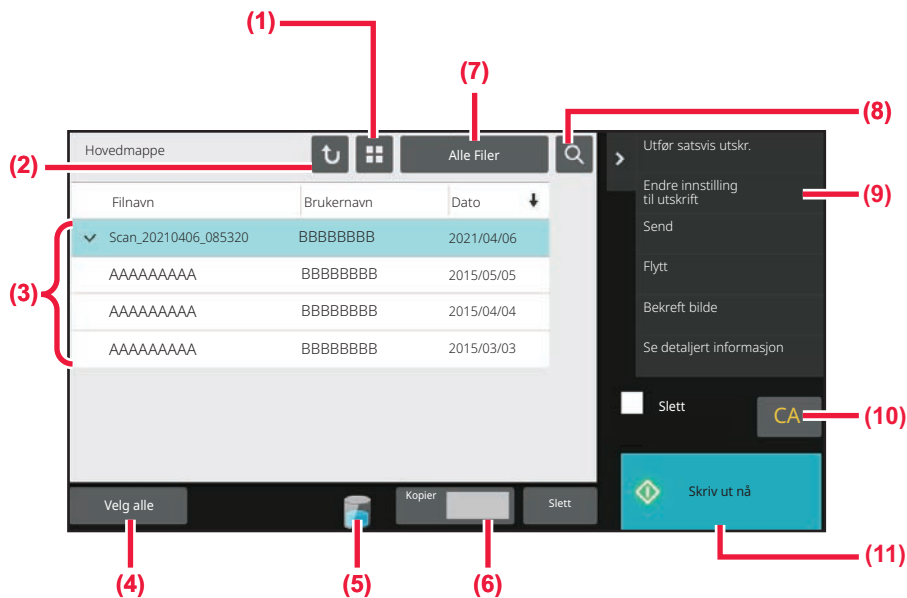 (1)
(7)
(8)
(2)
Hovedmappe
Alle Filer
Utfør satsvis utskr.
Endre innstilling
til utskrift
(9)
Send
Flytt
Bekreft bilde
Se detaljert informasjon
Filnavn Brukernavn Dato
(3)
Scan_20210406_085320 BBBBBBBB 2021/04/06
AAAAAAAAA BBBBBBBB 2015/05/05
AAAAAAAAA BBBBBBBB 2015/04/04
AAAAAAAAA BBBBBBBB 2015/03/03
Slett
CA
(10)
Velg alle
Kopier
Slett
Skriv ut nå
(11)
(4)
(5)
(6)